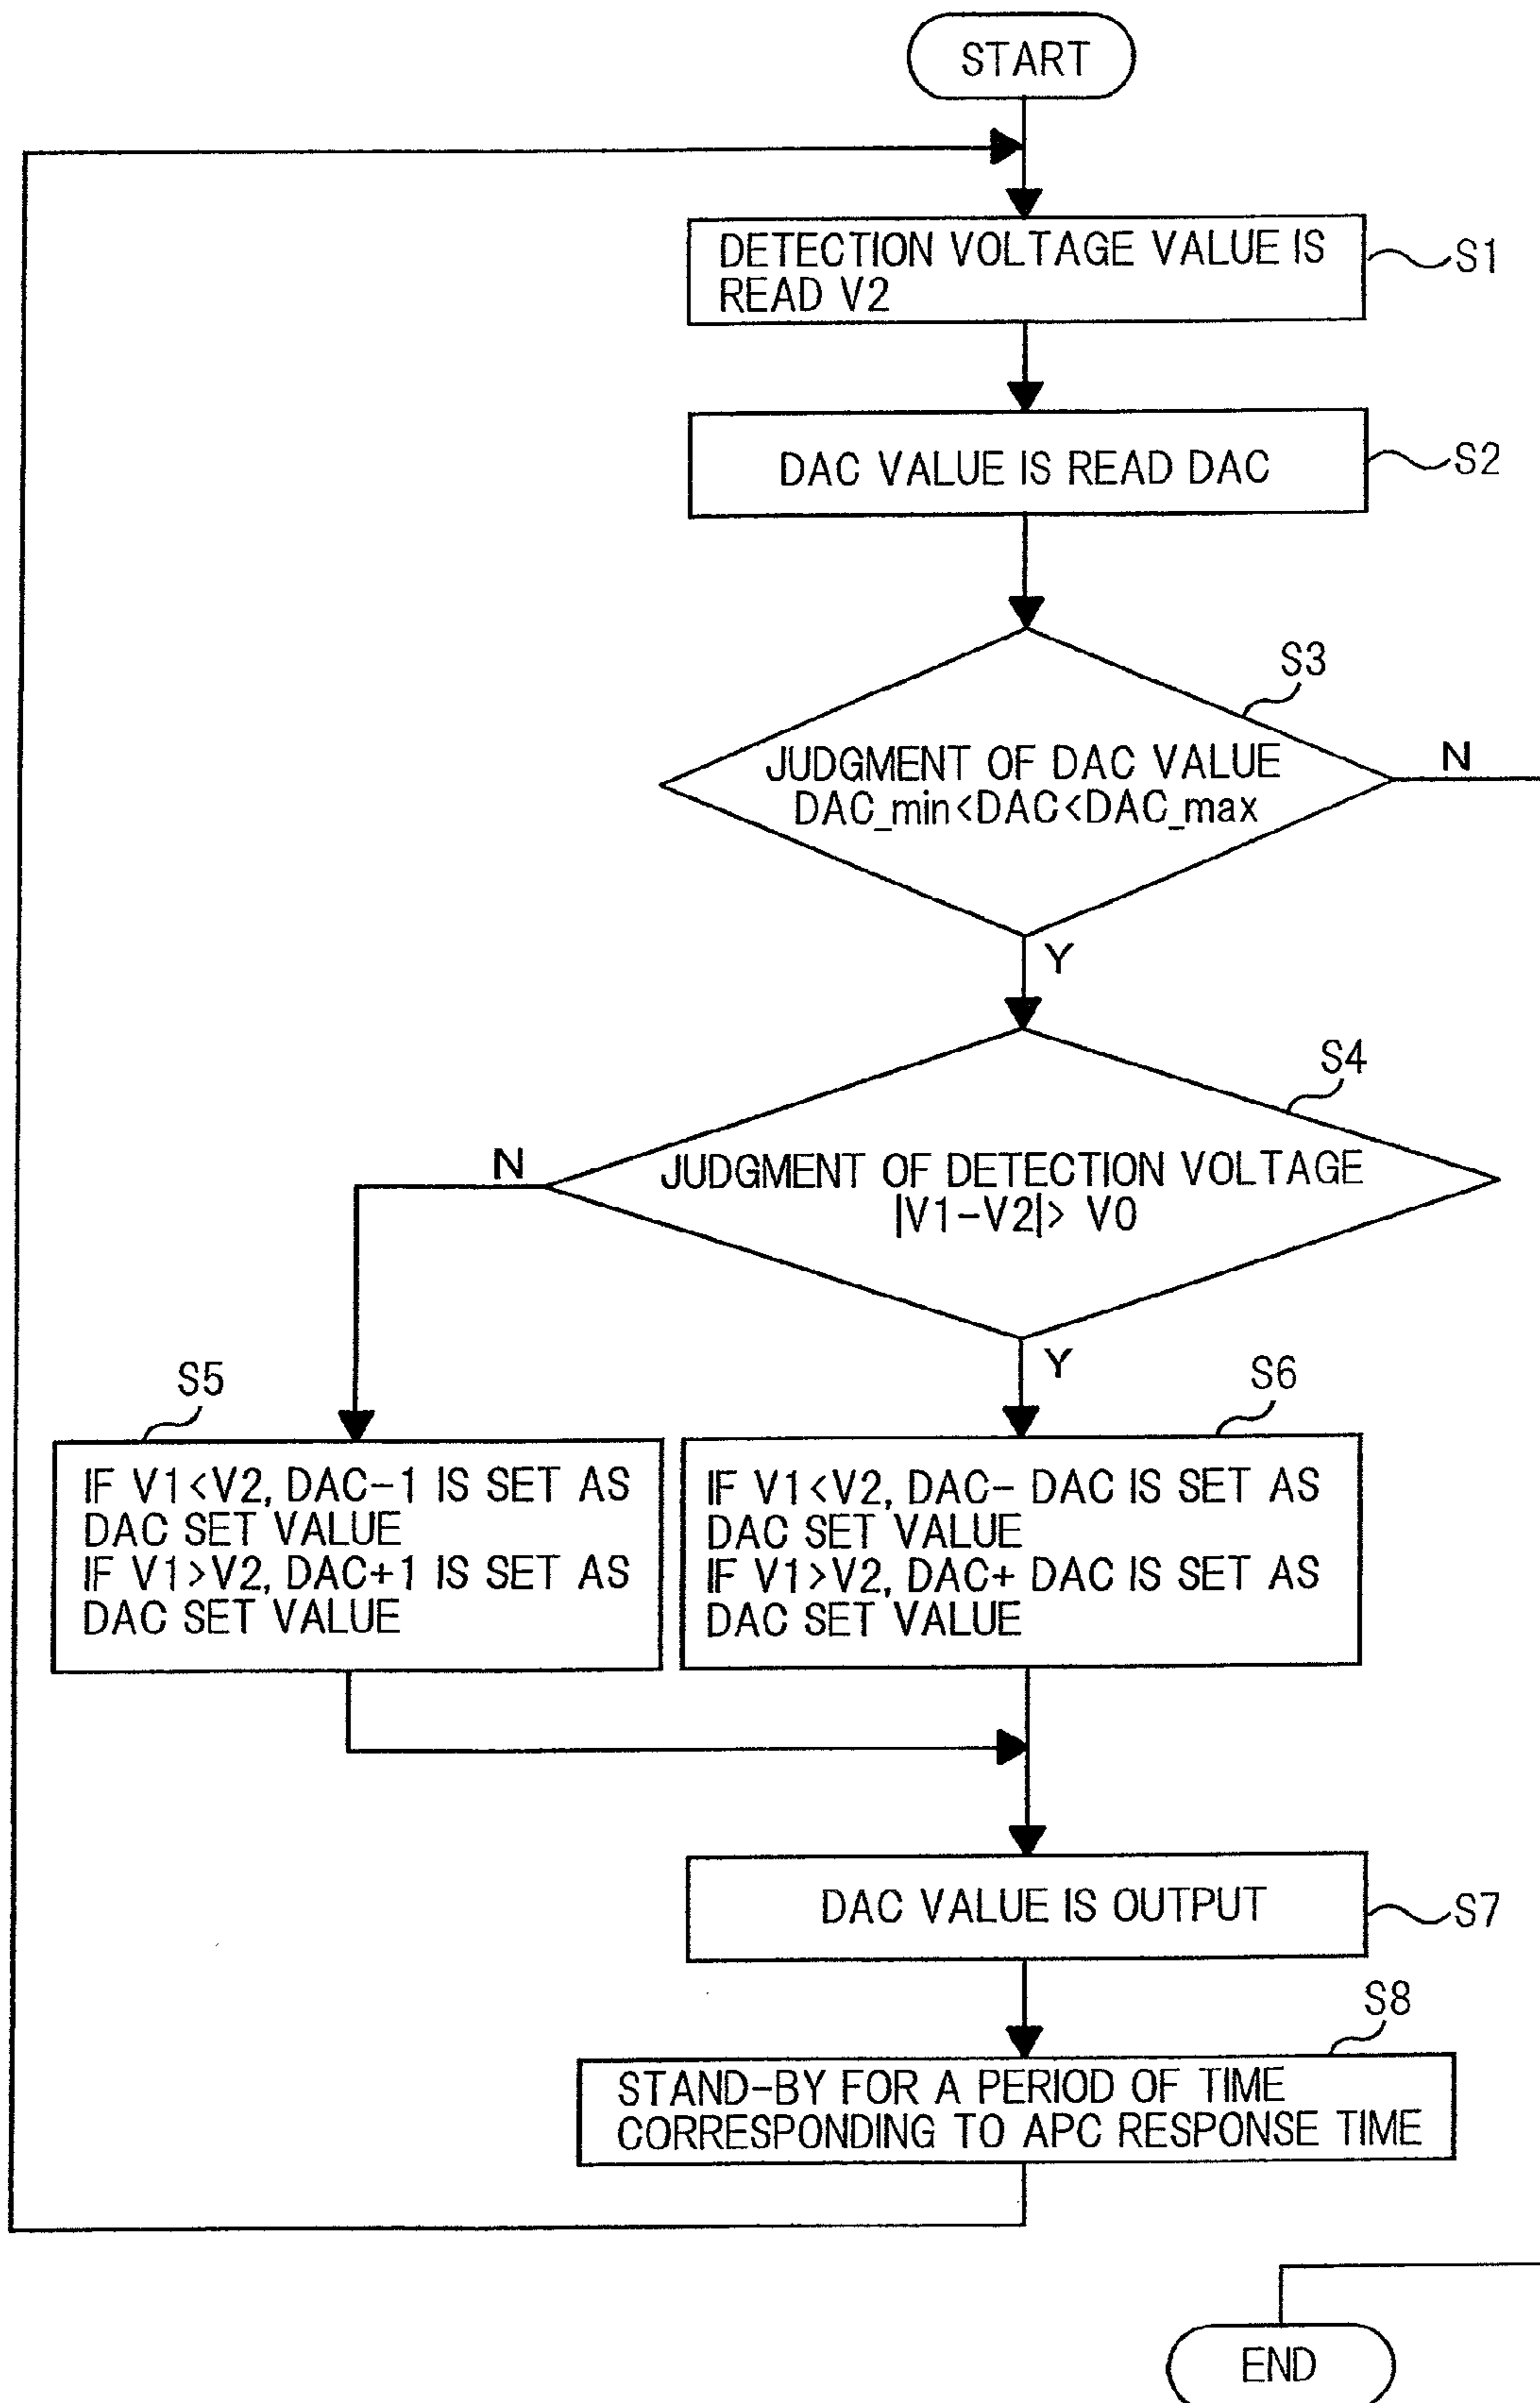 START
DETECTION VOLTAGE VALUE IS
READ V2
S1
DAC VALUE IS READ DAC
S2
S3
JUDGMENT OF DAC VALUE
DAC_min<DAC<DAC_max
N
Y
S4
JUDGMENT OF DETECTION VOLTAGE
|V1-V2|> V0
N
Y
S5
IF V1<V2, DAC-1 IS SET AS
DAC SET VALUE
IF V1>V2, DAC+1 IS SET AS
DAC SET VALUE
S6
IF V1<V2, DAC- DAC IS SET AS
DAC SET VALUE
IF V1>V2, DAC+ DAC IS SET AS
DAC SET VALUE
DAC VALUE IS OUTPUT
S7
S8
STAND-BY FOR A PERIOD OF TIME
CORRESPONDING TO APC RESPONSE TIME
END